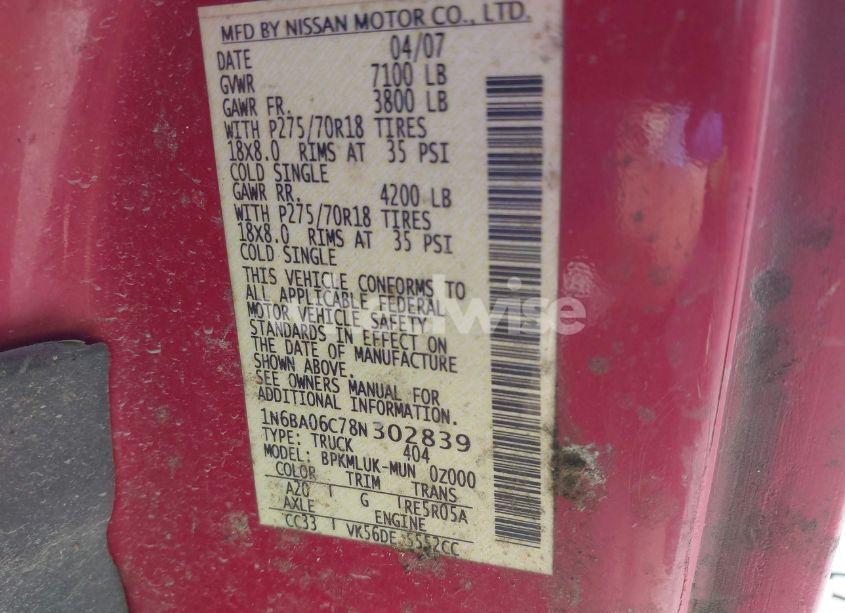 MFD BY NISSAN MOTOR CO., LTD.
DATE 04/07
GVWR 7100 LB
GAWR FR. 3800 LB
WITH P275/70R18 TIRES
18X8.0 RIMS AT 35 PSI
COLD SINGLE
GAWR RR. 4200 LB
WITH P275/70R18 TIRES
18X8.0 RIMS AT 35 PSI
COLD SINGLE
THIS VEHICLE CONFORMS TO
ALL APPLICABLE FEDERAL
MOTOR VEHICLE SAFETY
STANDARDS IN EFFECT ON
THE DATE OF MANUFACTURE
SHOWN ABOVE.
SEE OWNERS MANUAL FOR
ADDITIONAL INFORMATION.
1N6BA06C78N302839
TYPE: TRUCK 404
MODEL: BPKMLUK-MUN 0Z000
COLOR TRIM TRANS
A20 G RE5R05A
AXLE ENGINE
CC33 VK56DE 5552CC